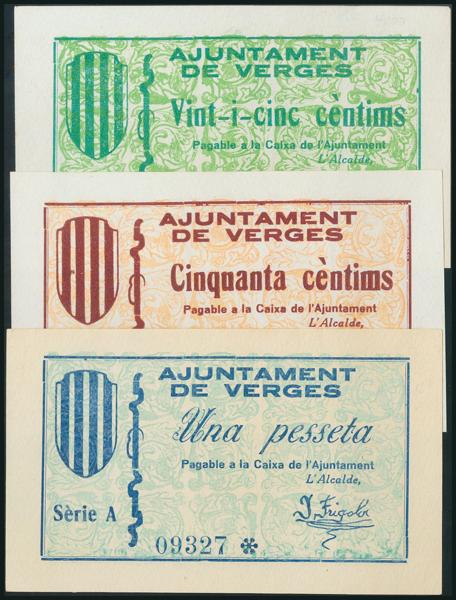 AJUNTAMENT
DE VERGES
Vint-i-cinc cèntims
Pagable a la Caixa de l'Ajuntament
L'Alcalde,
AJUNTAMENT
DE VERGES
Cinquanta cèntims
Pagable a la Caixa de l'Ajuntament
L'Alcalde,
AJUNTAMENT
DE VERGES
Una pesseta
Pagable a la Caixa de l'Ajuntament
L'Alcalde,
Sèrie A
J. Frigola
09327 *